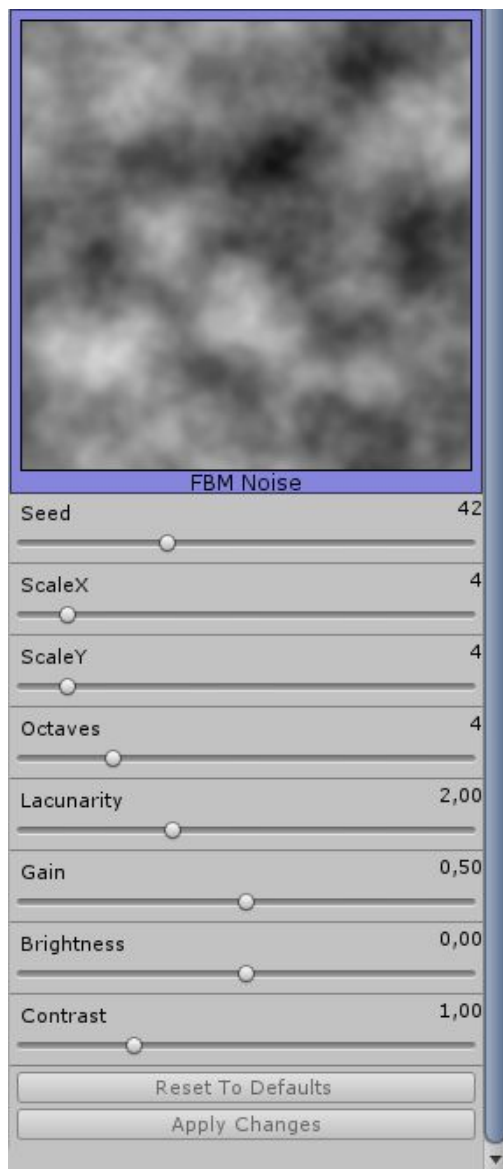 FBM Noise
Seed 42
ScaleX 4
ScaleY 4
Octaves 4
Lacunarity 2,00
Gain 0,50
Brightness 0,00
Contrast 1,00
Reset To Defaults
Apply Changes